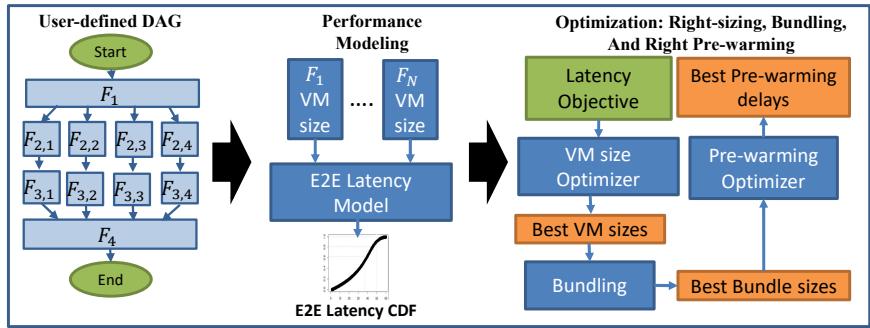 User-defined DAG
Start
F1
F2,1 F2,2 F2,3 F2,4
F3,1 F3,2 F3,3 F3,4
F4
End
Performance
Modeling
F1
VM
size
....
FN
VM
size
E2E Latency
Model
E2E Latency CDF
Optimization: Right-sizing, Bundling,
And Right Pre-warming
Latency
Objective
VM size
Optimizer
Best VM sizes
Bundling
Best Bundle sizes
Pre-warming
Optimizer
Best Pre-warming
delays